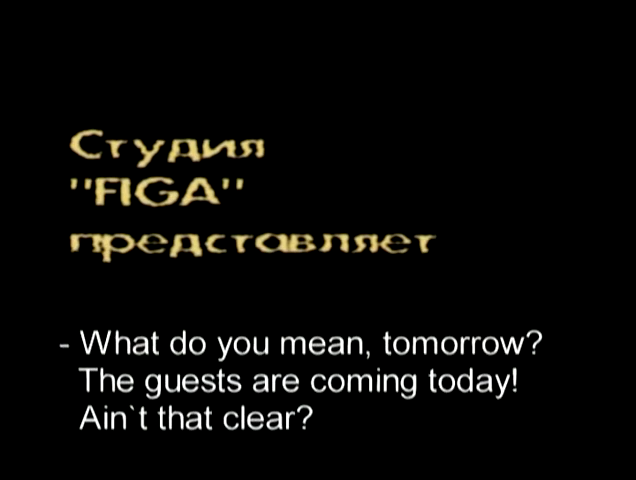 Студия
"FIGA"
представляет
- What do you mean, tomorrow?
The guests are coming today!
Ain`t that clear?